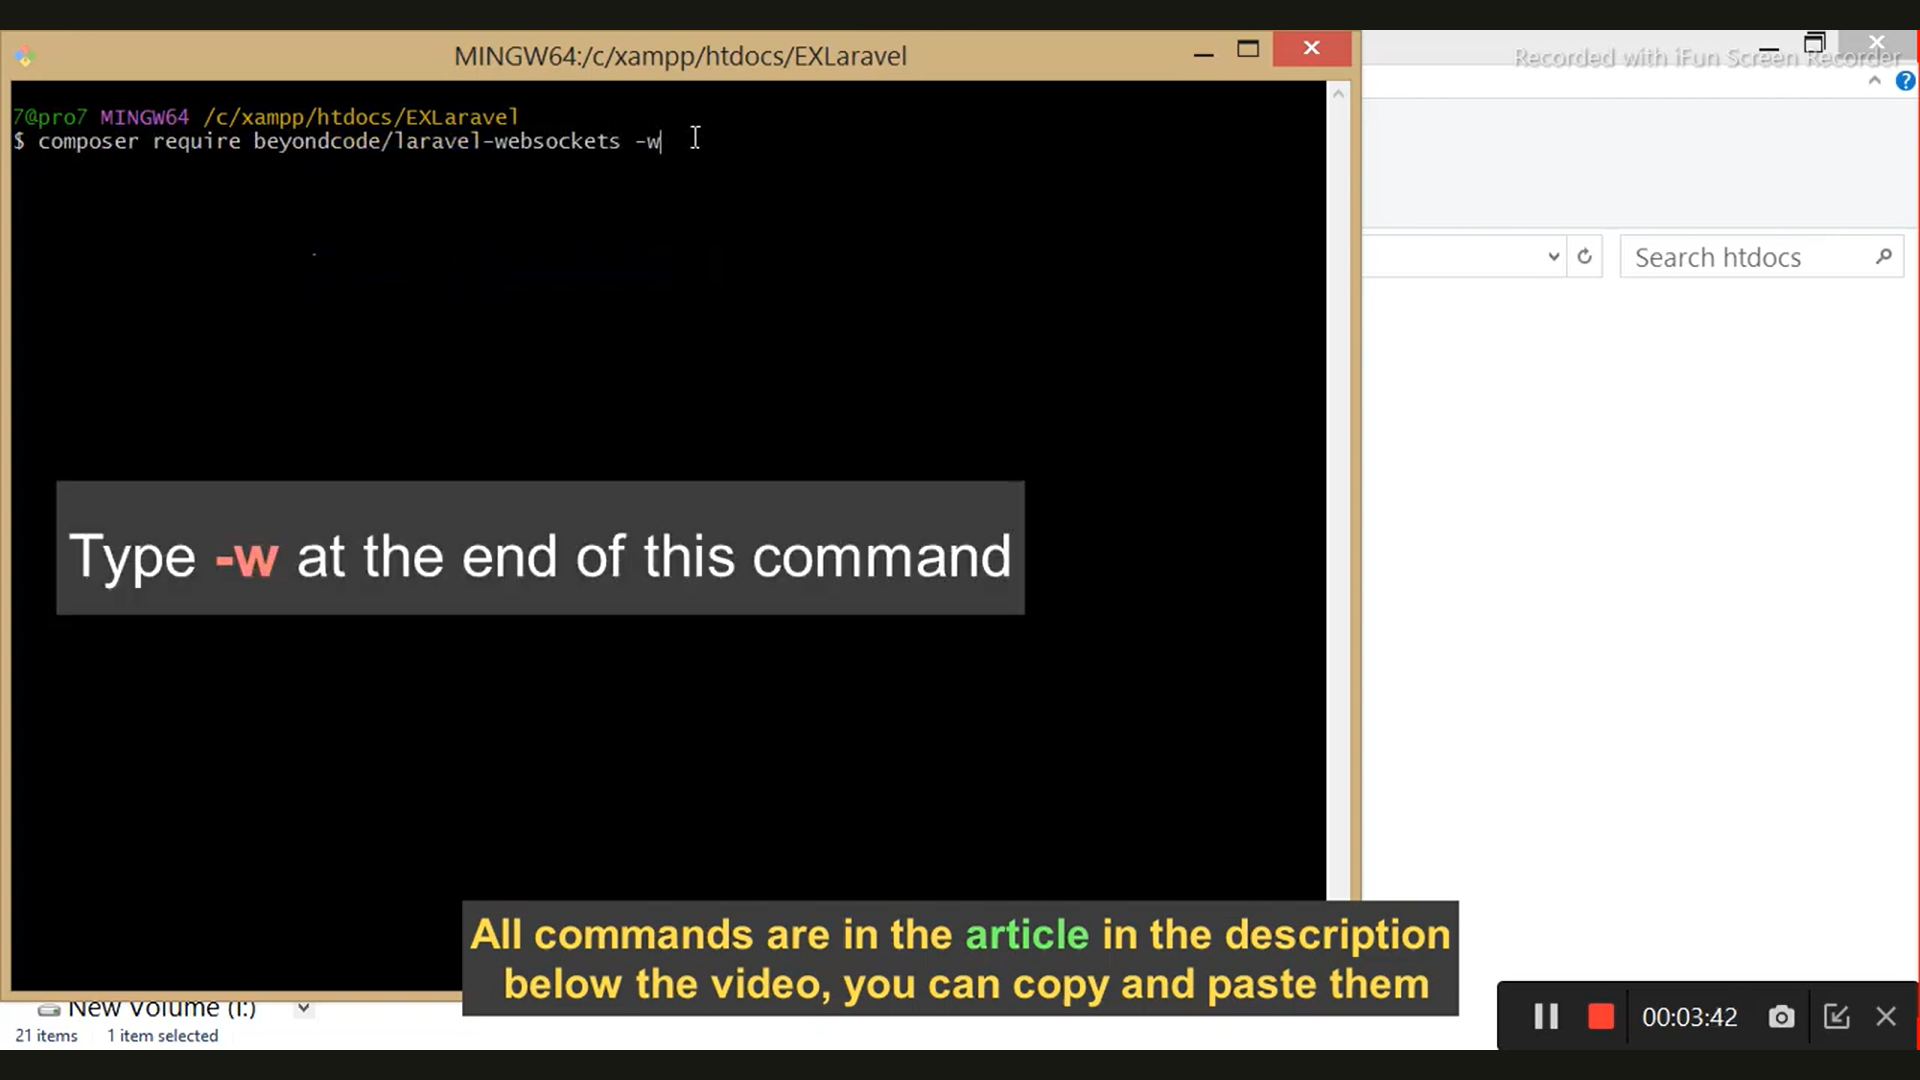 MINGW64:/c/xampp/htdocs/EXLaravel
Recorded with iFun Screen Recorder
7@pro7 MINGW64 /c/xampp/htdocs/EXLaravel
$ composer require beyondcode/laravel-websockets -w
Search htdocs
Type -w at the end of this command
All commands are in the article in the description
below the video, you can copy and paste them
New Volume (I:)
21 items 1 item selected
00:03:42